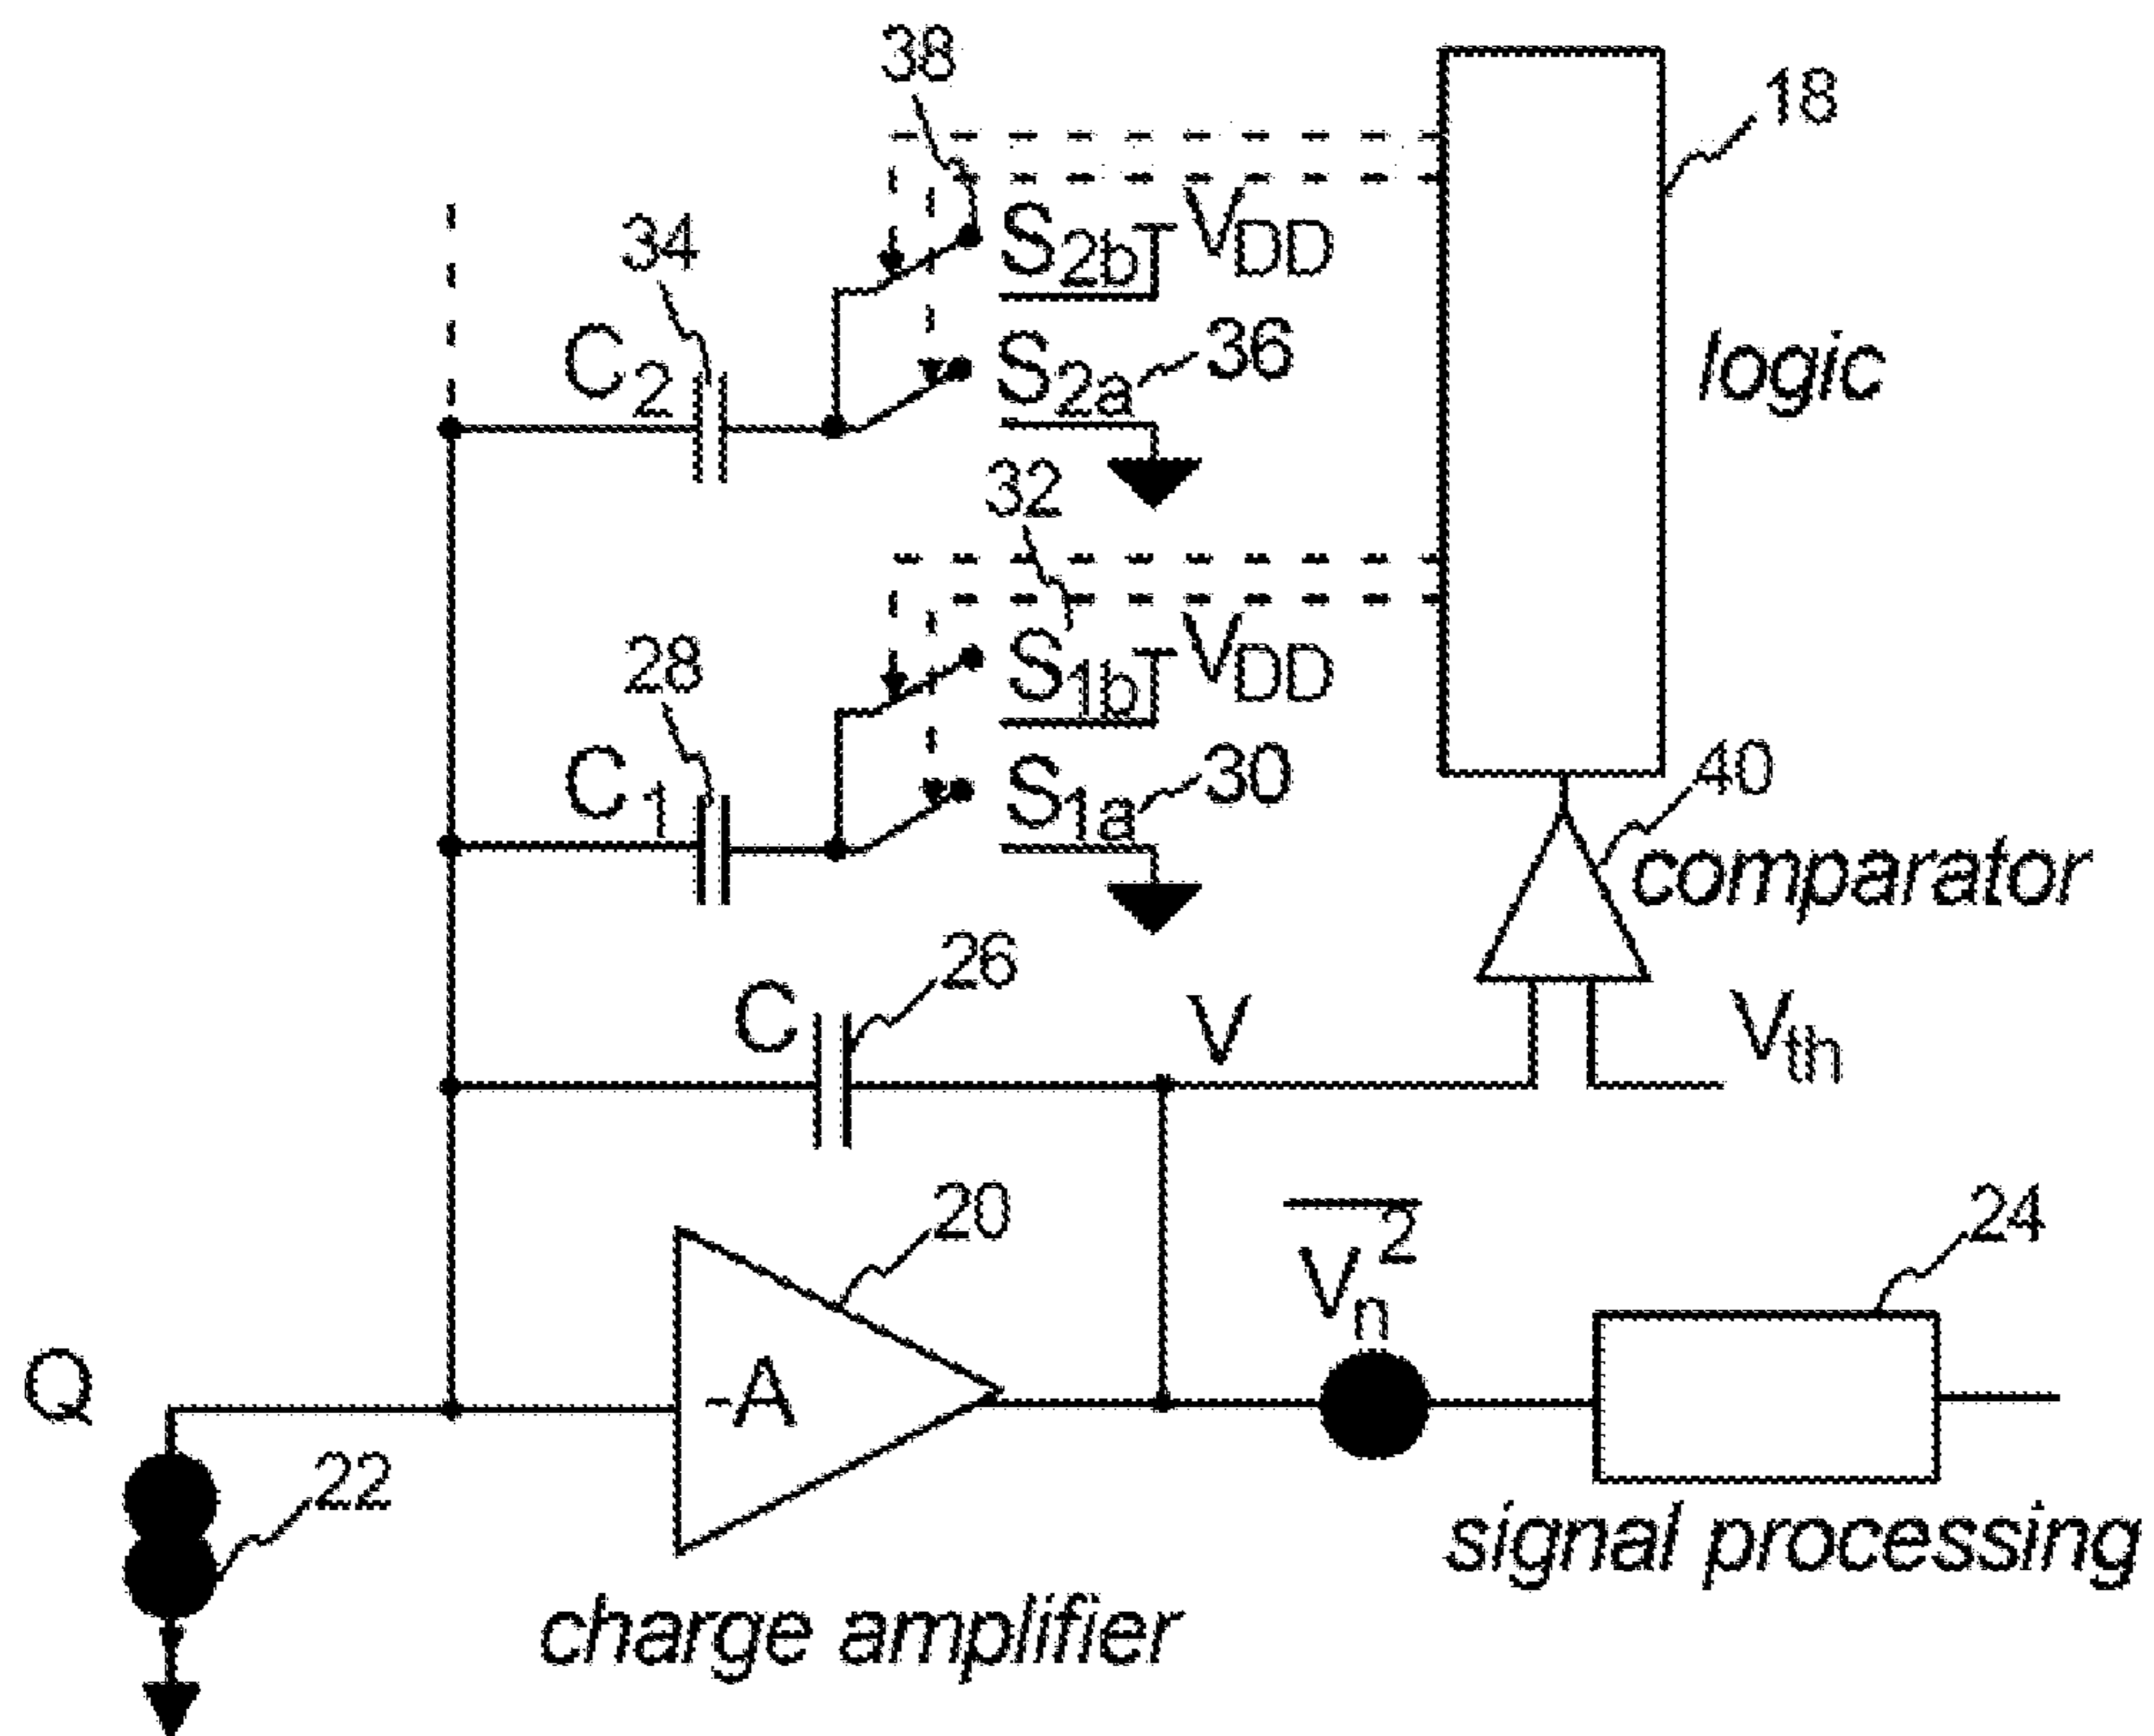 38
18
S2b VDD
34
C2
S2a 36
logic
32
28
S1b VDD
C1
S1a 30
40
comparator
26
C
V
Vth
20
Vn2
24
Q
-A
22
signal processing
charge amplifier